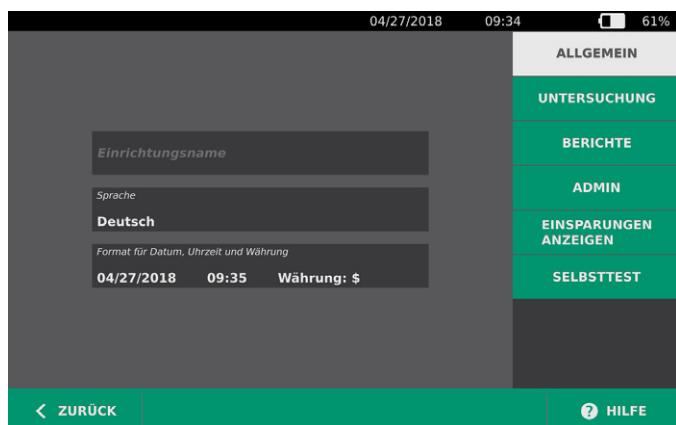 04/27/2018 09:34 61%
ALLGEMEIN
UNTERSUCHUNG
BERICHTE
ADMIN
EINSPARUNGEN
ANZEIGEN
SELBSTTEST
Einrichtungsname
Sprache
Deutsch
Format für Datum, Uhrzeit und Währung
04/27/2018 09:35 Währung: $
ZURÜCK
? HILFE